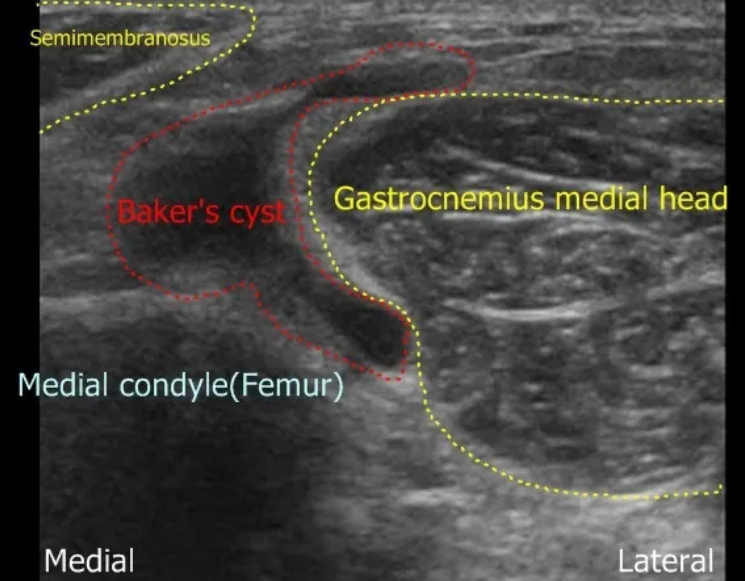 Semimembranosus
Gastrocnemius medial head
Baker's cyst
Medial condyle(Femur)
Medial
Lateral